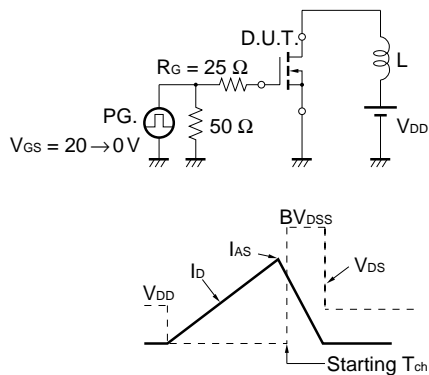 D.U.T.
RG = 25 Ω
L
PG.
50 Ω
VDD
VGS = 20 → 0 V
BVDSS
IAS
ID
VDS
VDD
Starting Tch